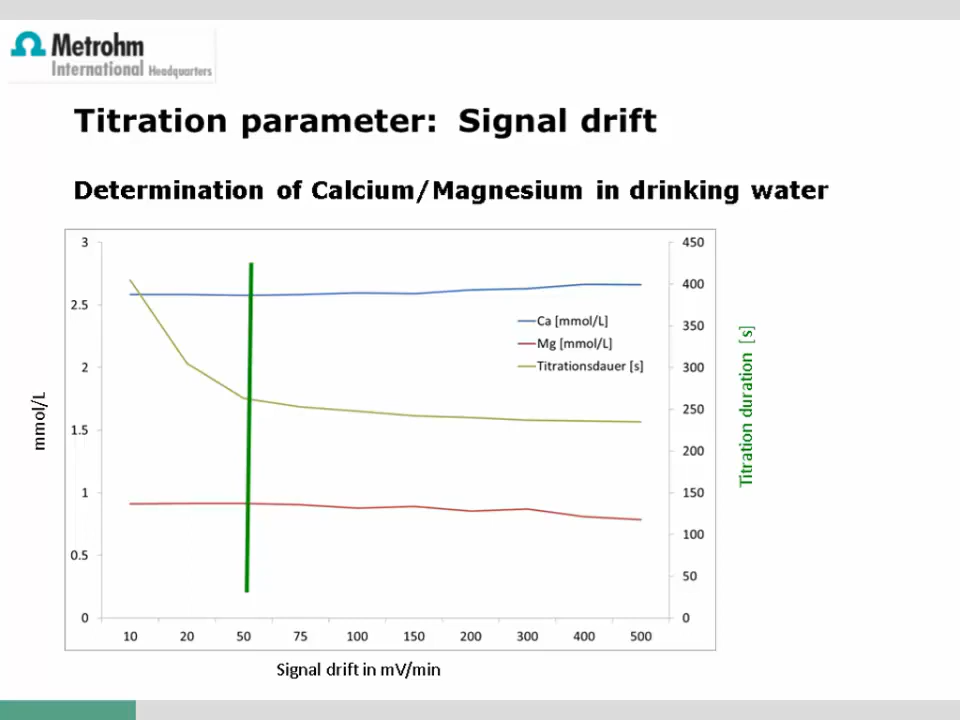 Metrohm
International Headquarters
Titration parameter: Signal drift
Determination of Calcium/Magnesium in drinking water
3
2.5
2
1.5
1
0.5
0
mmol/L
450
400
350
300
250
200
150
100
50
0
Titration duration [s]
Ca [mmol/L]
Mg [mmol/L]
Titrationsdauer [s]
10 20 50 75 100 150 200 300 400 500
Signal drift in mV/min